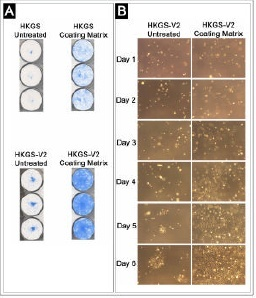 A
HKGS
Untreated
HKGS
Coating Matrix
HKGS-V2
Untreated
HKGS-V2
Coating Matrix
B
HKGS-V2
Untreated
HKGS-V2
Coating Matrix
Day 1
Day 2
Day 3
Day 4
Day 5
Day 6